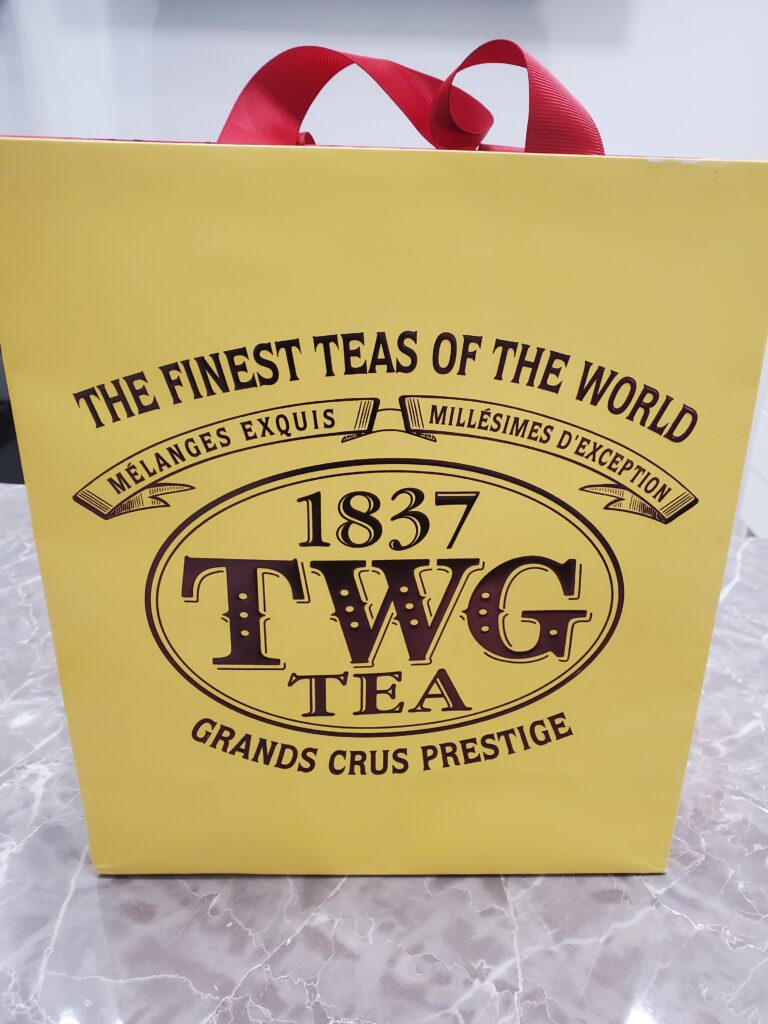 THE FINEST TEAS OF THE WORLD
MÉLANGES EXQUIS
MILLÉSIMES D'EXCEPTION
1837
TWG
TEA
GRANDS CRUS PRESTIGE